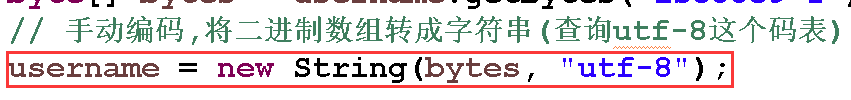 // 手动编码,将二进制数组转成字符串(查询utf-8这个码表)
username = new String(bytes, "utf-8");